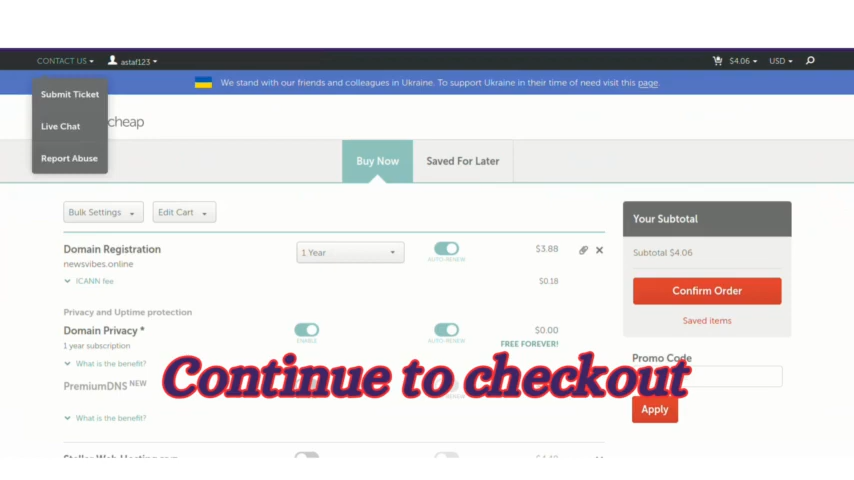 CONTACT US
astaf123
$4.06
USD
We stand with our friends and colleagues in Ukraine. To support Ukraine in their time of need visit this page.
Submit Ticket
Live Chat
Report Abuse
cheap
Buy Now
Saved For Later
Bulk Settings
Edit Cart
Your Subtotal
Domain Registration
1 Year
AUTO-RENEW
$3.88
newsvibes.online
Subtotal $4.06
ICANN fee
$0.18
Confirm Order
Saved items
Privacy and Uptime protection
Domain Privacy *
ENABLE
AUTO-RENEW
$0.00
1 year subscription
FREE FOREVER!
What is the benefit?
Promo Code
Continue to checkout
PremiumDNS NEW
Apply
What is the benefit?